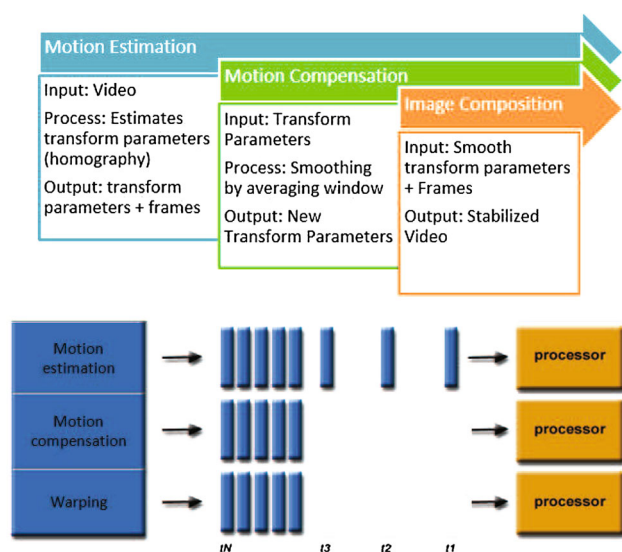 Motion Estimation
Input: Video
Process: Estimates
transform parameters
(homography)
Output: transform
parameters + frames
Motion Compensation
Input: Transform
Parameters
Process: Smoothing
by averaging window
Output: New
Transform Parameters
Image Composition
Input: Smooth
transform parameters
+ Frames
Output: Stabilized
Video
Motion
estimation
processor
Motion
compensation
processor
Warping
processor
tN t3 t2 t1